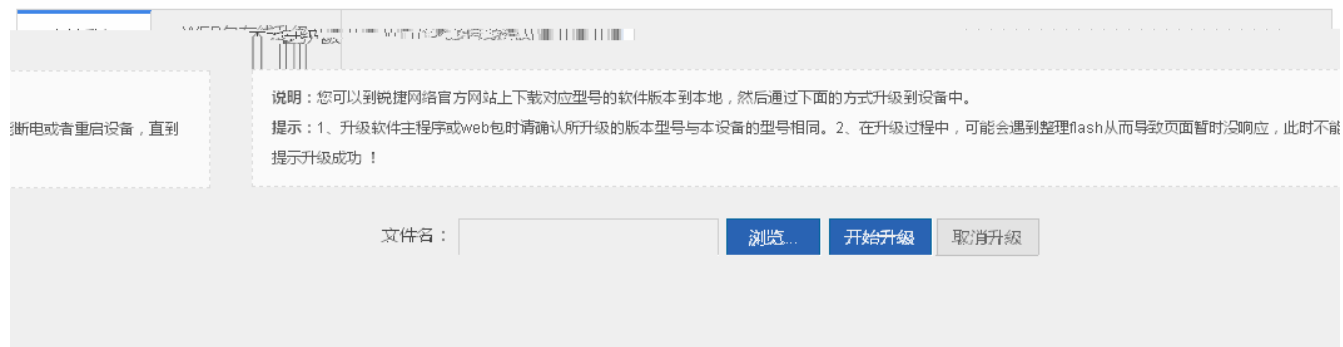 说明：您可以到锐捷网络官方网站上下载对应型号的软件版本到本地，然后通过下面的方式升级到设备中。
能断电或者重启设备，直到
提示：1、升级软件主程序或web包时请确认所升级的版本型号与本设备的型号相同。2、在升级过程中，可能会遇到整理flash从而导致页面暂时没响应，此时不能
提示升级成功！
文件名：
浏览... 开始升级 取消升级